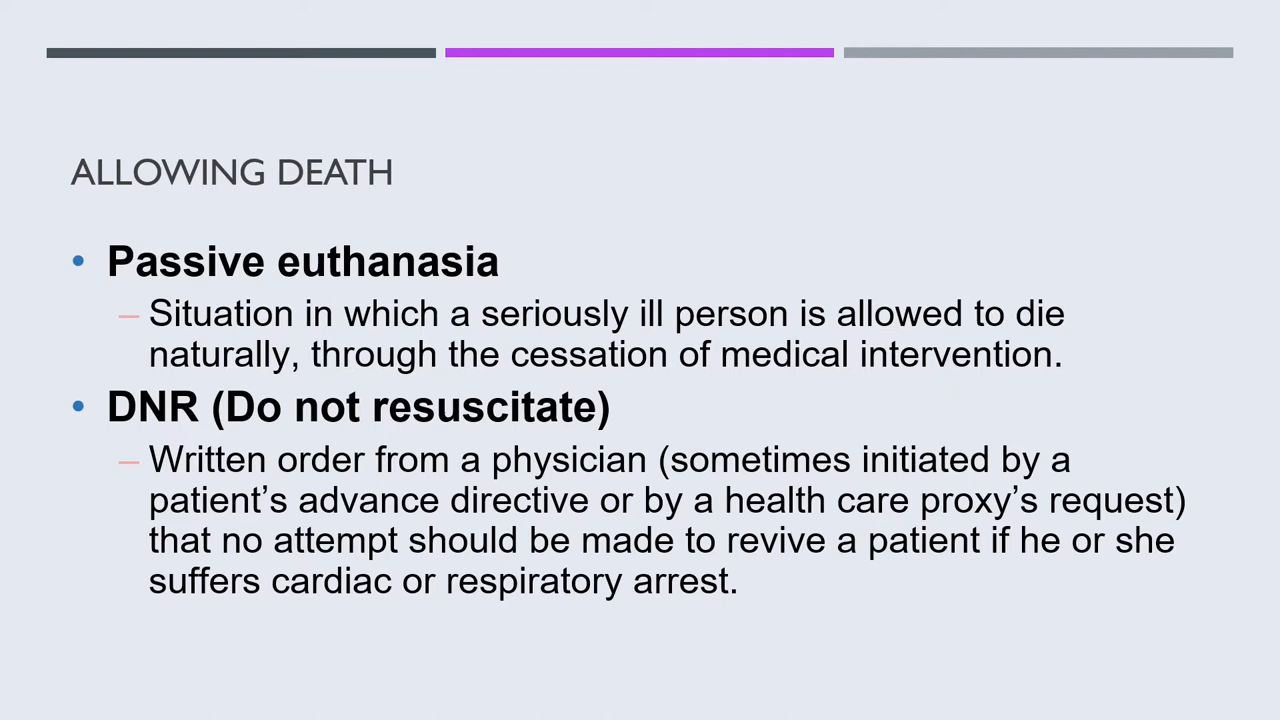 ALLOWING DEATH
• Passive euthanasia
– Situation in which a seriously ill person is allowed to die
naturally, through the cessation of medical intervention.
• DNR (Do not resuscitate)
– Written order from a physician (sometimes initiated by a
patient’s advance directive or by a health care proxy’s request)
that no attempt should be made to revive a patient if he or she
suffers cardiac or respiratory arrest.